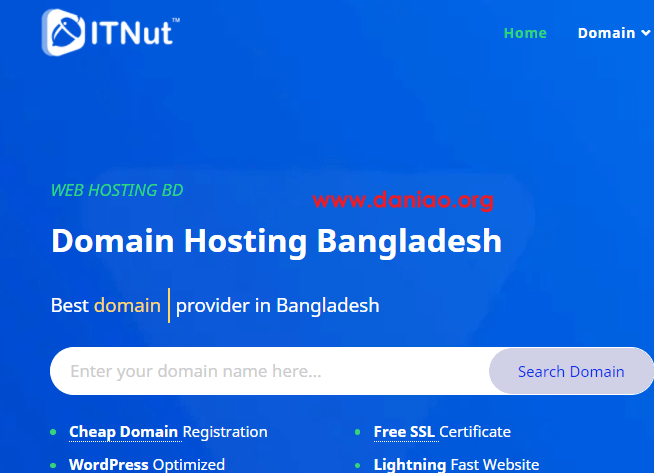 ITNut™
Home Domain
WEB HOSTING BD
www.daniao.org
Domain Hosting Bangladesh
Best domain provider in Bangladesh
Enter your domain name here... Search Domain
Cheap Domain Registration Free SSL Certificate
WordPress Optimized Lightning Fast Website